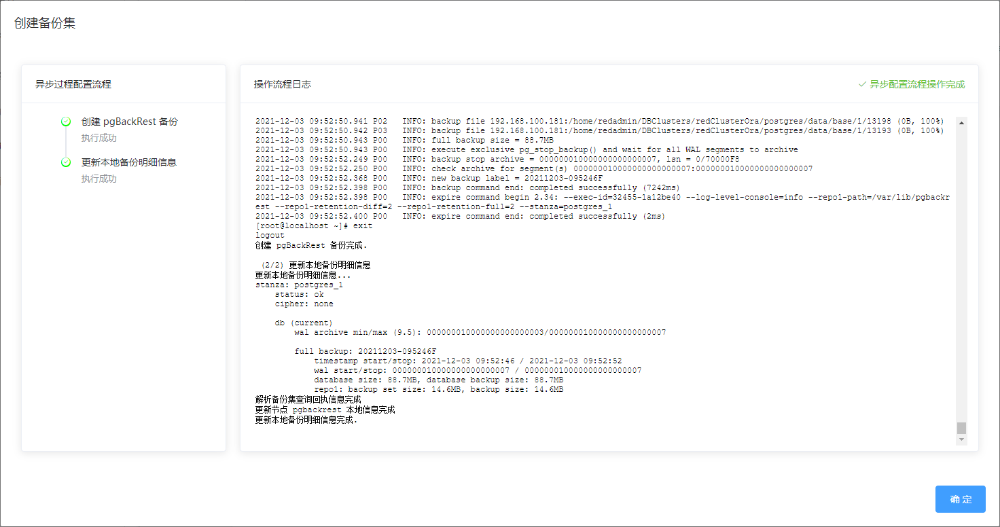 创建备份集
异步过程配置流程
创建 pgBackRest 备份
执行成功
更新本地备份明细信息
执行成功
操作流程日志
异步配置流程操作完成
2021-12-03 09:52:50.941 P02   INFO: backup file 192.168.100.181:/home/redadmin/DBClusters/redClusterOra/postgres/data/base/1/13198 (0B, 100%)
2021-12-03 09:52:50.942 P03   INFO: backup file 192.168.100.181:/home/redadmin/DBClusters/redClusterOra/postgres/data/base/1/13193 (0B, 100%)
2021-12-03 09:52:50.943 P00   INFO: full backup size = 88.7MB
2021-12-03 09:52:50.943 P00   INFO: execute exclusive pg_stop_backup() and wait for all WAL segments to archive
2021-12-03 09:52:52.249 P00   INFO: backup stop archive = 000000010000000000000007, lsn = 0/70000F8
2021-12-03 09:52:52.250 P00   INFO: check archive for segment(s) 000000010000000000000007:000000010000000000000007
2021-12-03 09:52:52.368 P00   INFO: new backup label = 20211203-095246F
2021-12-03 09:52:52.398 P00   INFO: backup command end: completed successfully (7242ms)
2021-12-03 09:52:52.398 P00   INFO: expire command begin 2.34: --exec-id=32455-1a12be40 --log-level-console=info --repo1-path=/var/lib/pgbackr
est --repo1-retention-diff=2 --repo1-retention-full=2 --stanza=postgres_1
2021-12-03 09:52:52.400 P00   INFO: expire command end: completed successfully (2ms)
[root@localhost ~]# exit
logout
创建 pgBackRest 备份完成.
(2/2) 更新本地备份明细信息
更新本地备份明细信息...
stanza: postgres_1
    status: ok
    cipher: none
    db (current)
        wal archive min/max (9.5): 000000010000000000000003/000000010000000000000007
        full backup: 20211203-095246F
            timestamp start/stop: 2021-12-03 09:52:46 / 2021-12-03 09:52:52
            wal start/stop: 000000010000000000000007 / 000000010000000000000007
            database size: 88.7MB, database backup size: 88.7MB
            repo1: backup set size: 14.6MB, backup size: 14.6MB
解析备份集查询回执信息完成
更新节点 pgbackrest 本地信息完成
更新本地备份明细信息完成.
确 定